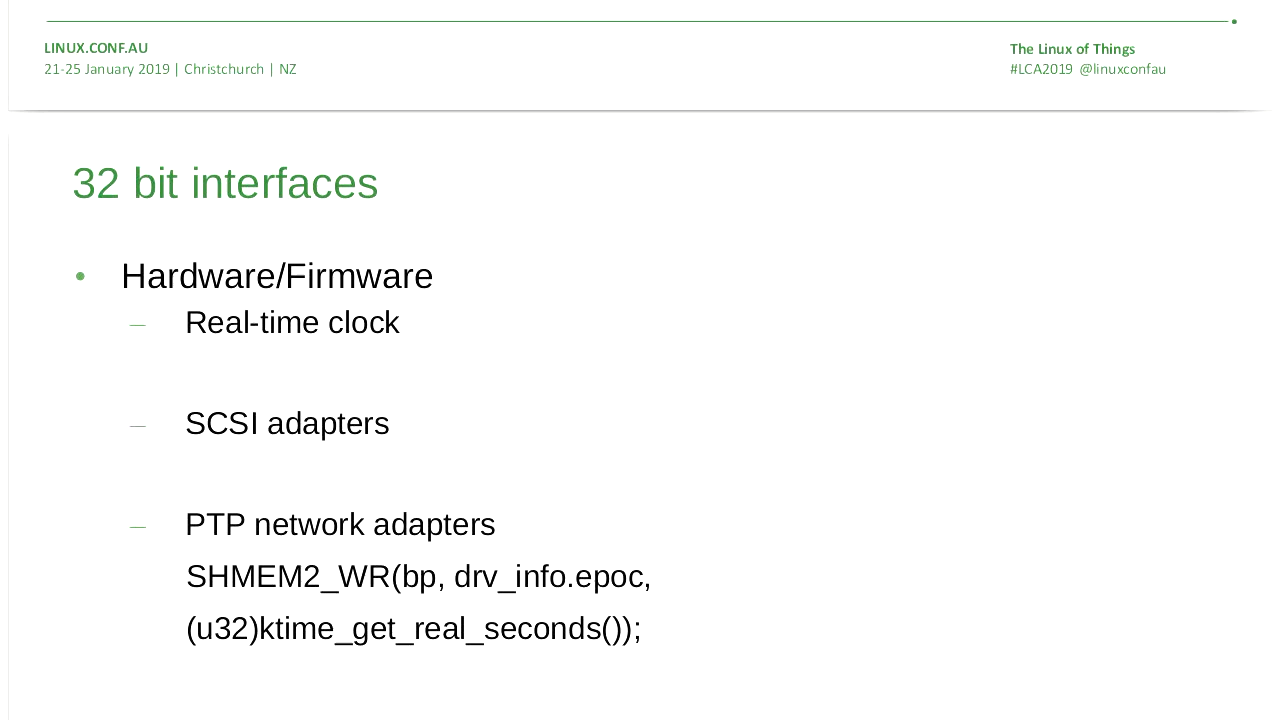 LINUX.CONF.AU
21-25 January 2019 | Christchurch | NZ
The Linux of Things
#LCA2019 @linuxconfau
32 bit interfaces
• Hardware/Firmware
– Real-time clock
– SCSI adapters
– PTP network adapters
SHMEM2_WR(bp, drv_info.epoc,
(u32)ktime_get_real_seconds());